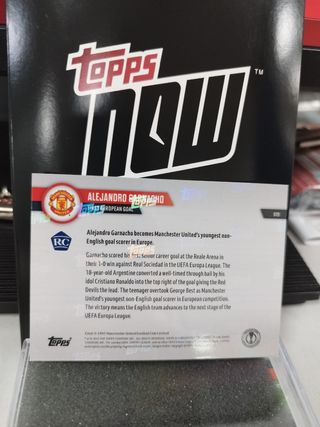 topps
NOW
TM
ALEJANDRO GARNACHO
FIRST EUROPEAN GOAL
RC
Alejandro Garnacho becomes Manchester United's youngest non-
English goal scorer in Europe.
Garnacho scored his first senior career goal at the Reale Arena in
their 1-0 win against Real Sociedad in the UEFA Europa League. The
18-year-old Argentine converted a well-timed through ball by his
idol Cristiano Ronaldo into the top right of the goal giving the Red
Devils the lead. The teenager overtook George Best as Manchester
United's youngest non-English goal scorer in European competition.
The victory means the English team advances to the next stage of the
UEFA Europa League.
topps